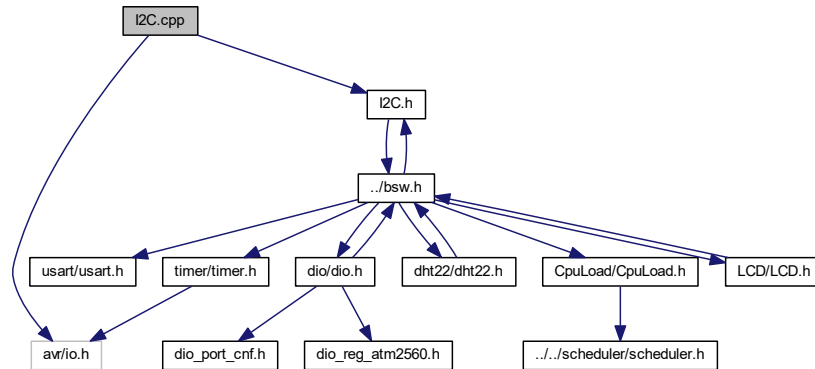 I2C.cpp
I2C.h
../bsw.h
usart/usart.h
timer/timer.h
dio/dio.h
dht22/dht22.h
CpuLoad/CpuLoad.h
LCD/LCD.h
avr/io.h
dio_port_cnf.h
dio_reg_atm2560.h
../../scheduler/scheduler.h